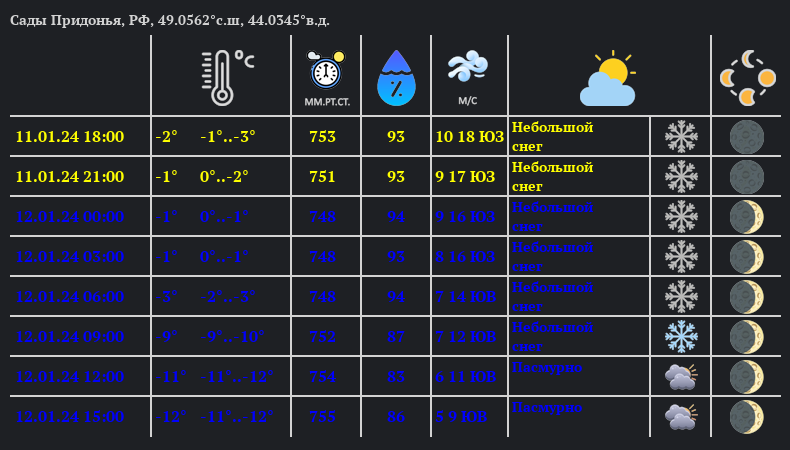 Сады Придонья, РФ, 49.0562°с.ш, 44.0345°в.д.
°c ММ.РТ.СТ. % М/С
11.01.24 18:00 -2° -1°..-3° 753 93 10 18 ЮЗ Небольшой
снег
11.01.24 21:00 -1° 0°..-2° 751 93 9 17 ЮЗ Небольшой
снег
12.01.24 00:00 1° 0°.. 1° 748 94 9 16 ЮЗ Небольшой
снег
12.01.24 03:00 1° 0°.. 1° 748 93 8 16 ЮЗ Небольшой
снег
12.01.24 06:00 3° 2°.. 3° 748 94 7 14 ЮВ Небольшой
снег
12.01.24 09:00 9° 9°.. 10° 752 87 7 12 ЮВ Небольшой
снег
12.01.24 12:00 11° 11°.. 12° 754 83 6 11 ЮВ Пасмурно
12.01.24 15:00 12° 11°.. 12° 755 86 5 9 ЮВ Пасмурно